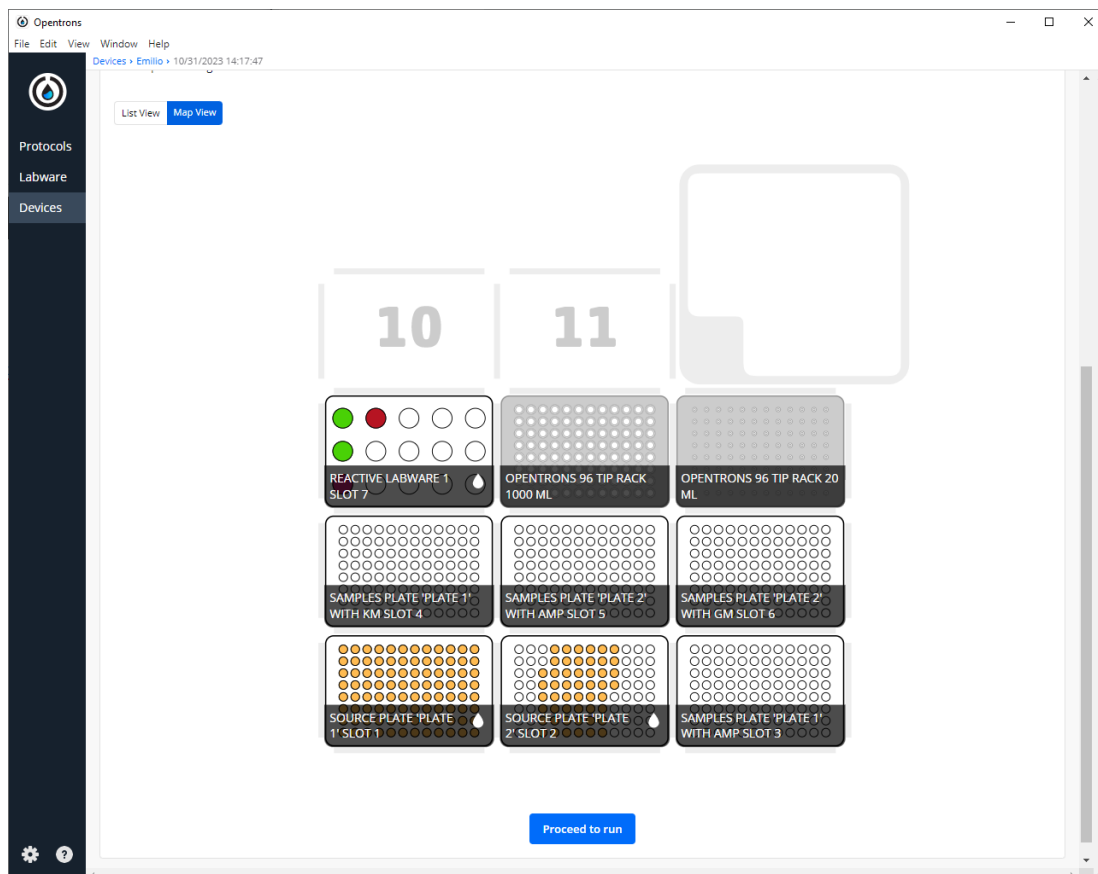 Opentrons
File Edit View Window Help
Devices › Emilio › 10/31/2023 14:17:47
List View Map View
Protocols
Labware
Devices
10 11
REACTIVE LABWARE 1
SLOT 7
OPENTRONS 96 TIP RACK
1000 ML
OPENTRONS 96 TIP RACK 20
ML
SAMPLES PLATE 'PLATE 1'
WITH KM SLOT 4
SAMPLES PLATE 'PLATE 2'
WITH AMP SLOT 5
SAMPLES PLATE 'PLATE 2'
WITH GM SLOT 6
SOURCE PLATE 'PLATE
1' SLOT 1
SOURCE PLATE 'PLATE
2' SLOT 2
SAMPLES PLATE 'PLATE 1'
WITH AMP SLOT 3
Proceed to run
?